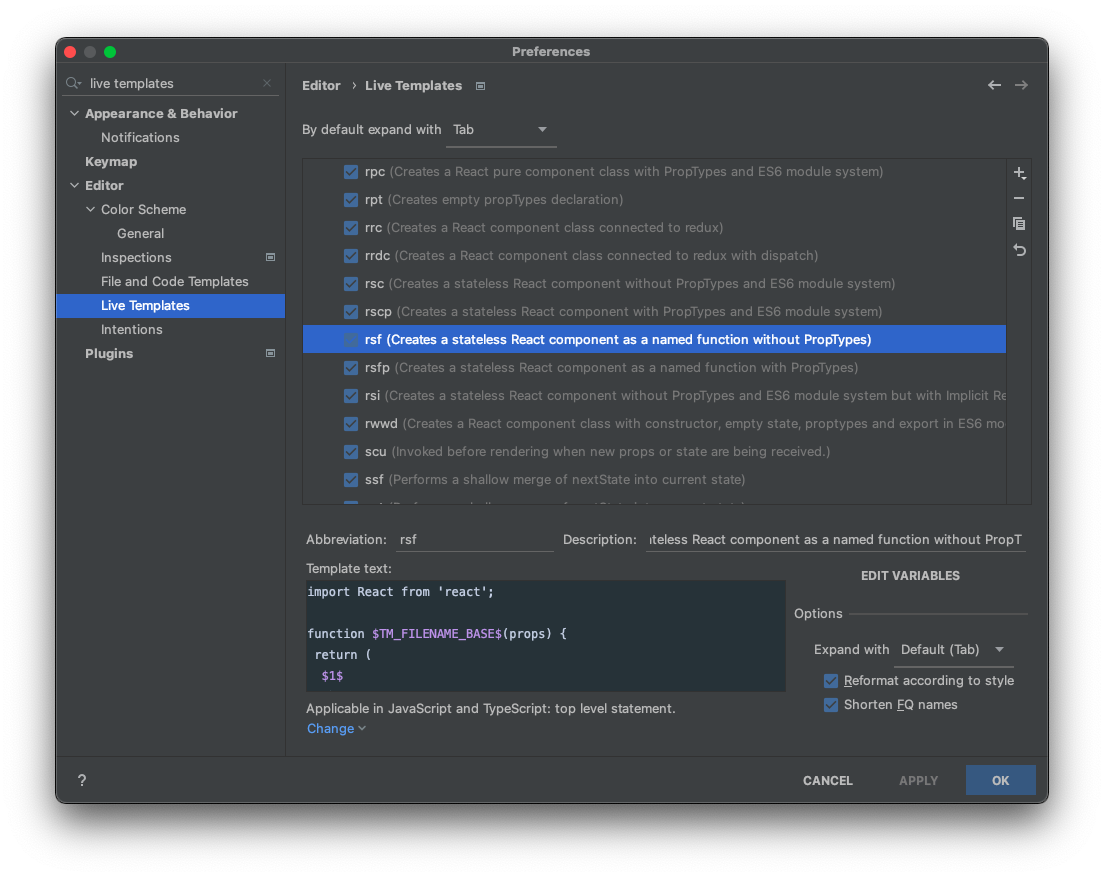 Preferences
live templates
Appearance & Behavior
Notifications
Keymap
Editor
Color Scheme
General
Inspections
File and Code Templates
Live Templates
Intentions
Plugins
Editor › Live Templates
By default expand with Tab
rpc (Creates a React pure component class with PropTypes and ES6 module system)
rpt (Creates empty propTypes declaration)
rrc (Creates a React component class connected to redux)
rrdc (Creates a React component class connected to redux with dispatch)
rsc (Creates a stateless React component without PropTypes and ES6 module system)
rscp (Creates a stateless React component with PropTypes and ES6 module system)
rsf (Creates a stateless React component as a named function without PropTypes)
rsfp (Creates a stateless React component as a named function with PropTypes)
rsi (Creates a stateless React component without PropTypes and ES6 module system but with Implicit Re
rwwd (Creates a React component class with constructor, empty state, proptypes and export in ES6 mo
scu (Invoked before rendering when new props or state are being received.)
ssf (Performs a shallow merge of nextState into current state)
Abbreviation: rsf Description: ateless React component as a named function without PropT
Template text:
import React from 'react';
function $TM_FILENAME_BASE$(props) {
return (
$1$
EDIT VARIABLES
Options
Expand with Default (Tab)
Reformat according to style
Shorten FQ names
Applicable in JavaScript and TypeScript: top level statement.
Change
?
CANCEL APPLY OK